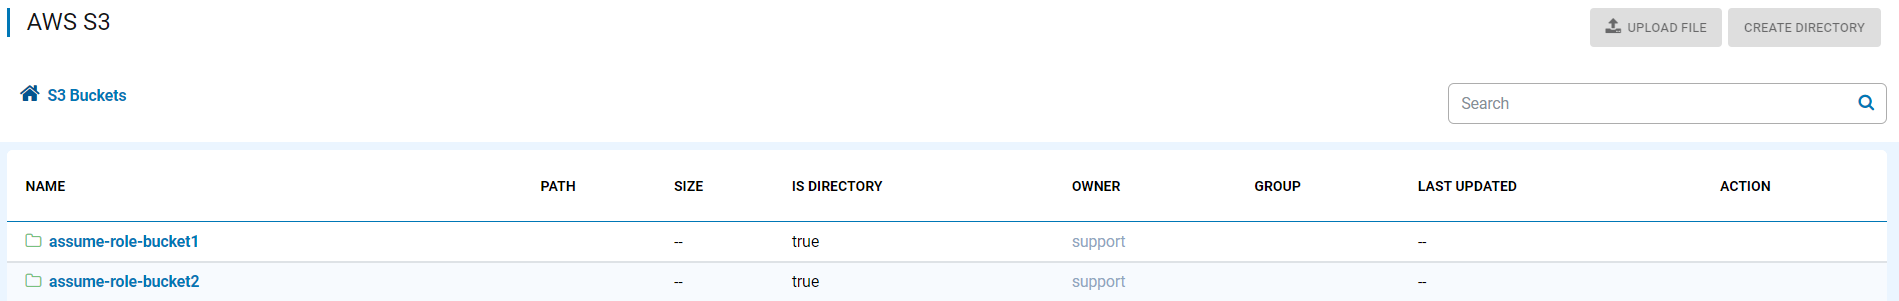 AWS S3
UPLOAD FILE CREATE DIRECTORY
S3 Buckets
Search
NAME PATH SIZE IS DIRECTORY OWNER GROUP LAST UPDATED ACTION
assume-role-bucket1 -- true support --
assume-role-bucket2 -- true support --